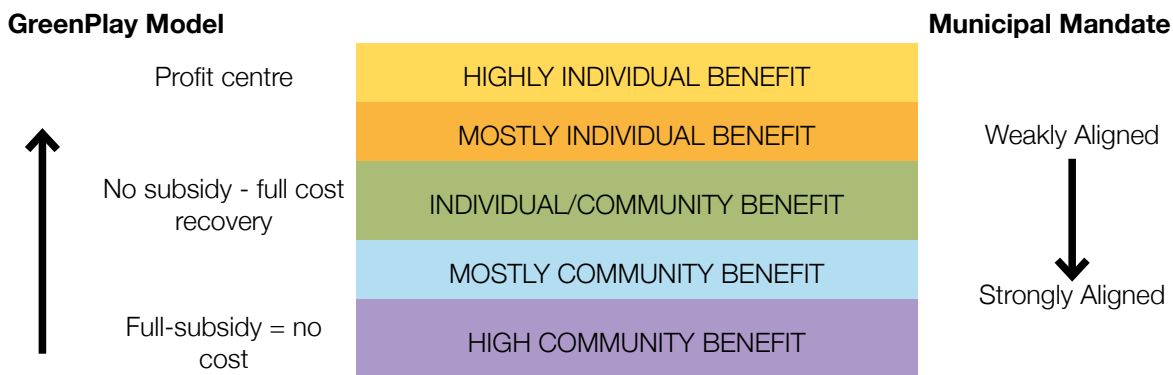 GreenPlay Model
Municipal Mandate
Profit centre
HIGHLY INDIVIDUAL BENEFIT
MOSTLY INDIVIDUAL BENEFIT
Weakly Aligned
No subsidy - full cost
recovery
INDIVIDUAL/COMMUNITY BENEFIT
MOSTLY COMMUNITY BENEFIT
Strongly Aligned
Full-subsidy = no
cost
HIGH COMMUNITY BENEFIT